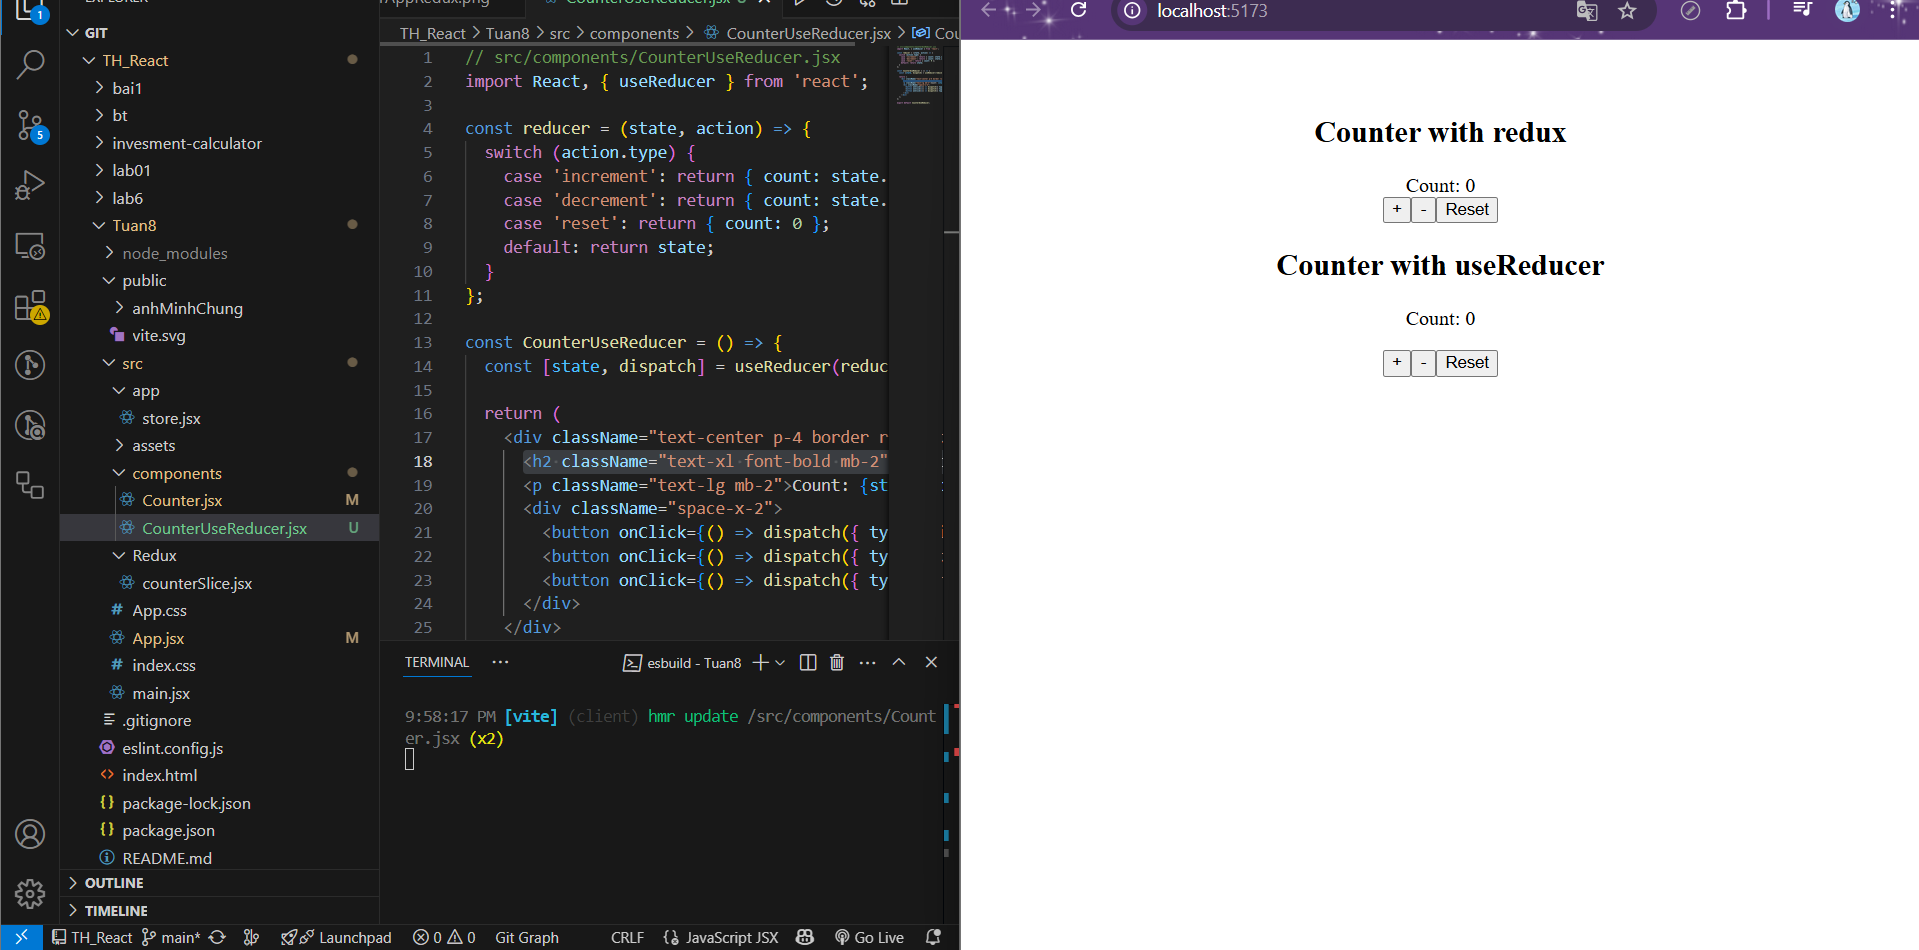 EXPLORER
GIT
TH_React
bai1
bt
invesment-calculator
lab01
lab6
Tuan8
node_modules
public
anhMinhChung
vite.svg
src
app
store.jsx
assets
components
Counter.jsx M
CounterUseReducer.jsx U
Redux
counterSlice.jsx
App.css
App.jsx M
index.css
main.jsx
.gitignore
eslint.config.js
index.html
package-lock.json
package.json
README.md
OUTLINE
TIMELINE
1
5
AppRedux.png
CounterUseReducer.jsx U
TH_React > Tuan8 > src > components > CounterUseReducer.jsx > Cou
1 // src/components/CounterUseReducer.jsx
2 import React, { useReducer } from 'react';
3
4 const reducer = (state, action) => {
5 switch (action.type) {
6 case 'increment': return { count: state.
7 case 'decrement': return { count: state.
8 case 'reset': return { count: 0 };
9 default: return state;
10 }
11 };
12
13 const CounterUseReducer = () => {
14 const [state, dispatch] = useReducer(reduc
15
16 return (
17 <div className="text-center p-4 border r
18 <h2 className="text-xl font-bold mb-2"
19 <p className="text-lg mb-2">Count: {st
20 <div className="space-x-2">
21 <button onClick={() => dispatch({ ty
22 <button onClick={() => dispatch({ ty
23 <button onClick={() => dispatch({ ty
24 </div>
25 </div>
TERMINAL ··· esbuild - Tuan8
9:58:17 PM [vite] (client) hmr update /src/components/Count
er.jsx (x2)
TH_React main* Launchpad 0 0 Git Graph CRLF JavaScript JSX Go Live
localhost:5173
Counter with redux
Count: 0
+ - Reset
Counter with useReducer
Count: 0
+ - Reset